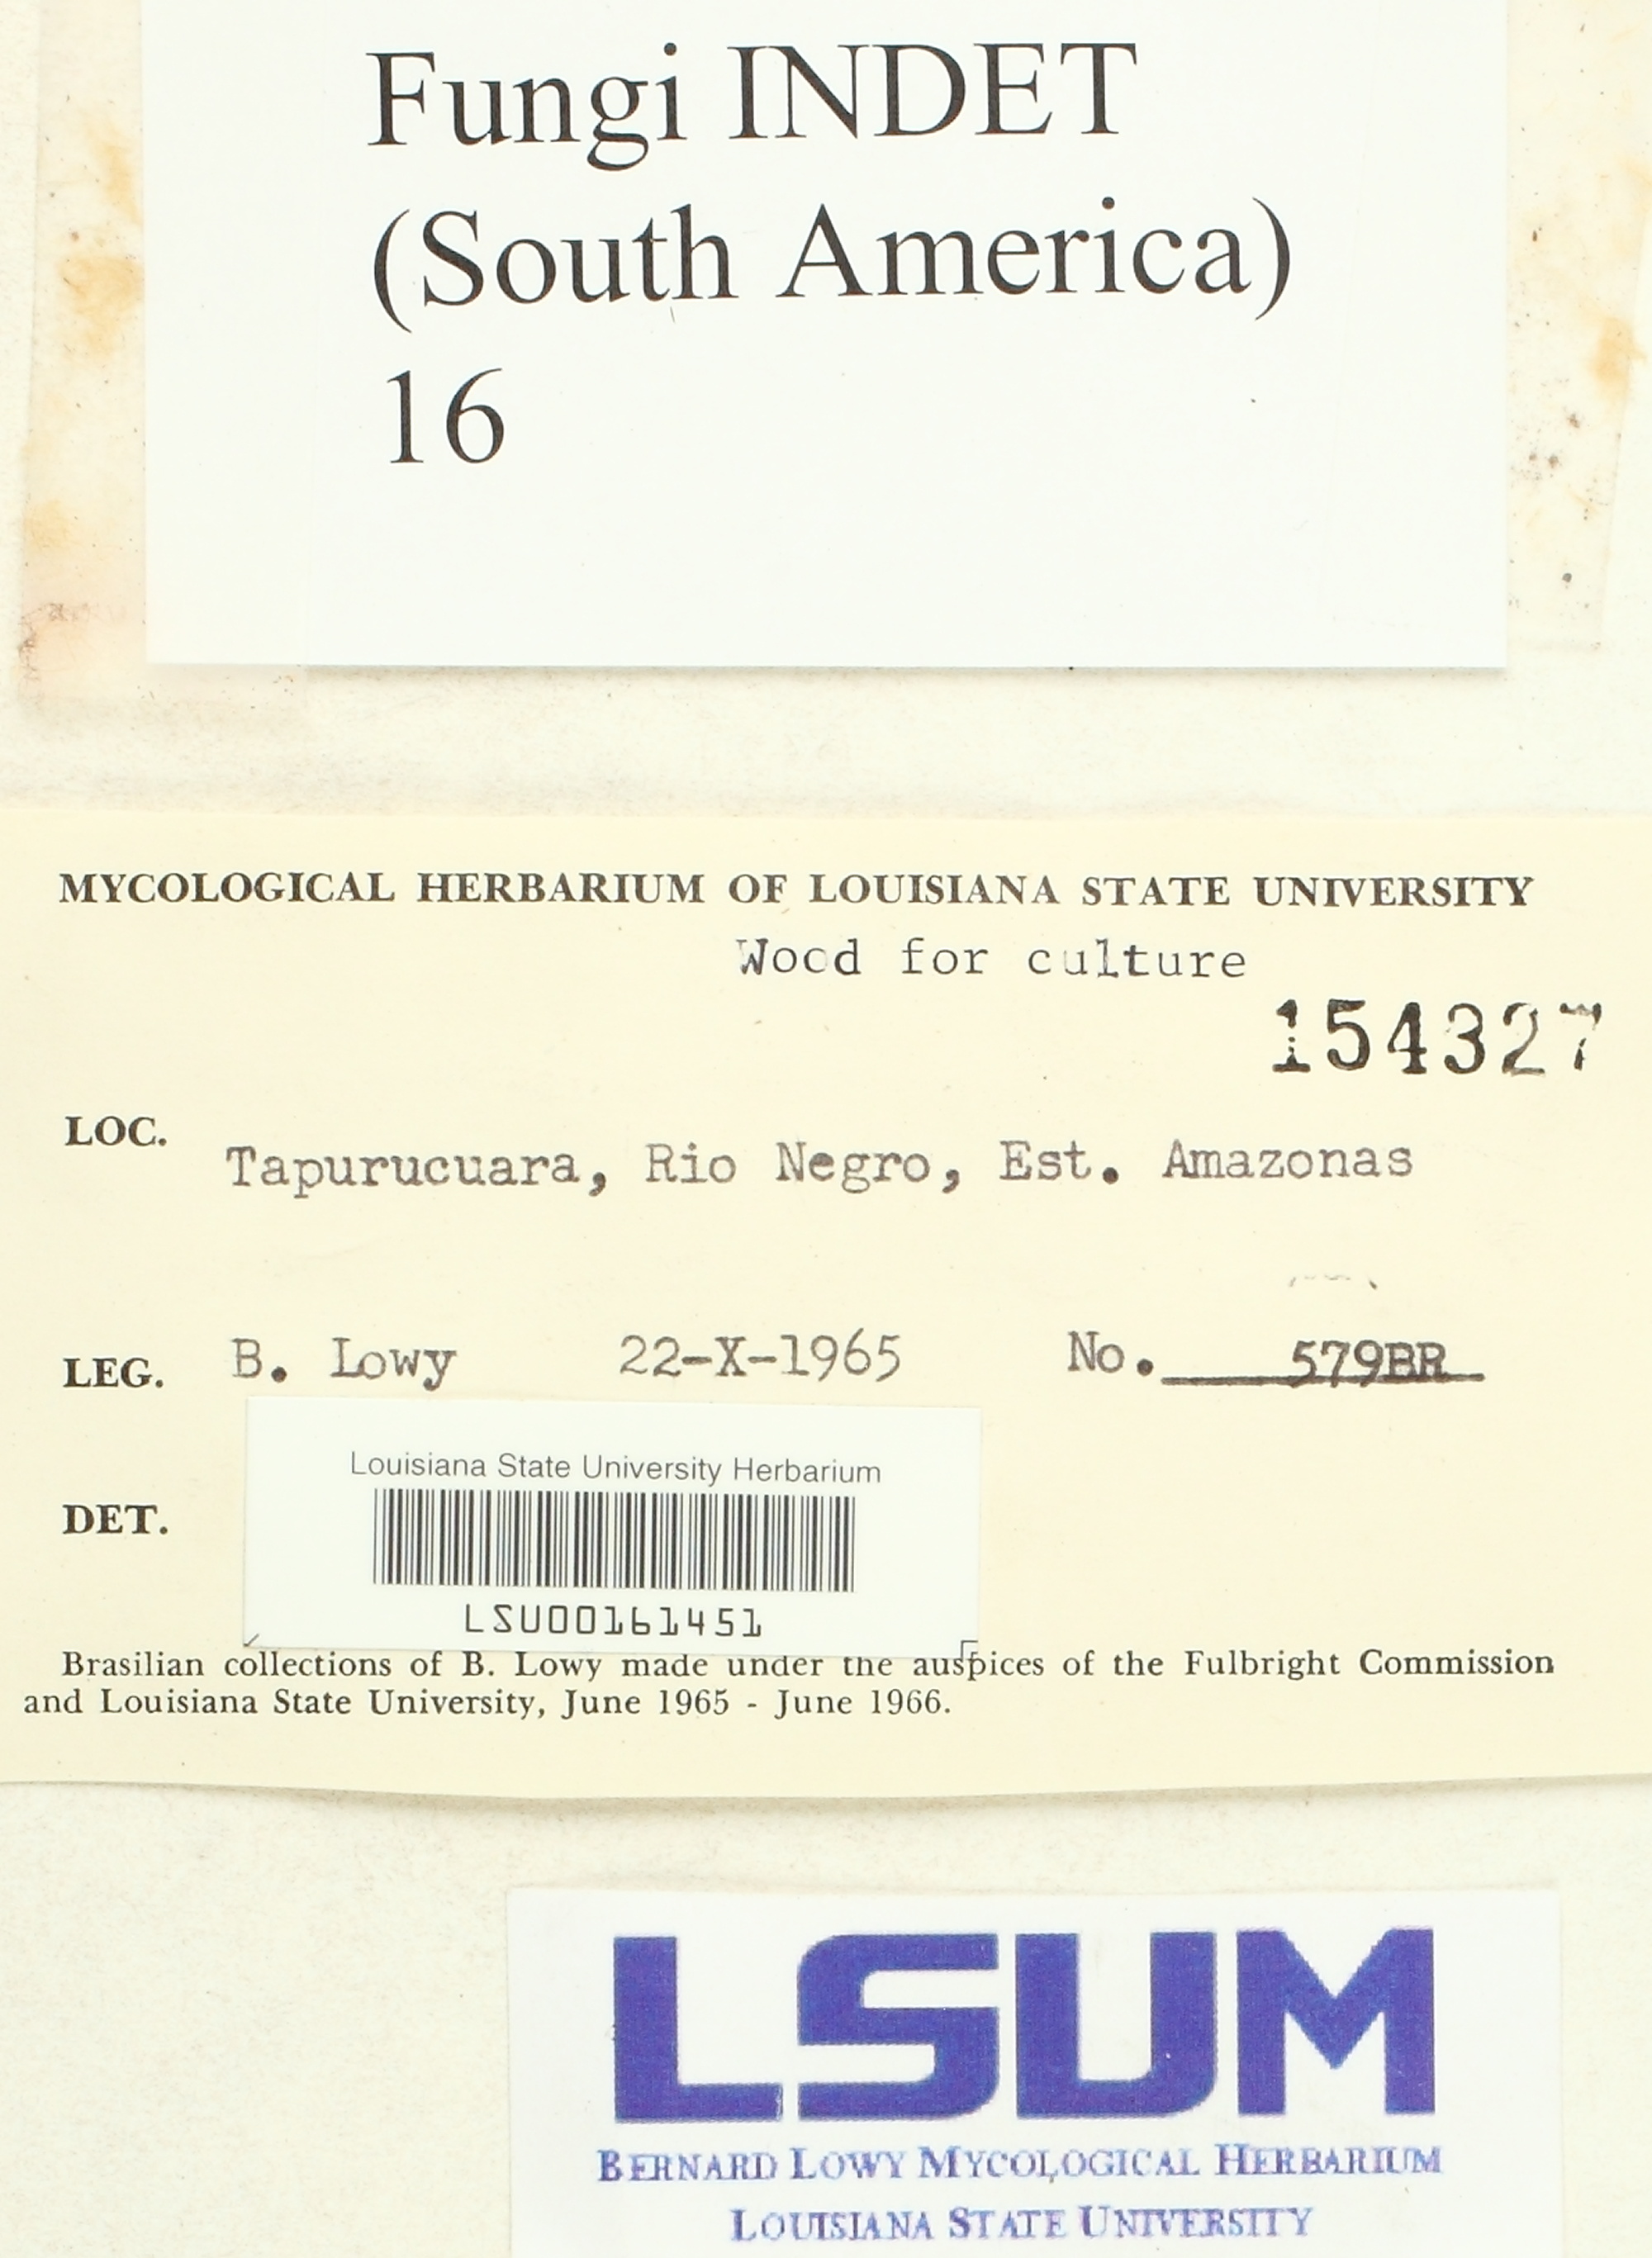 Fungi INDET
(South America)
16
MYCOLOGICAL HERBARIUM OF LOUISIANA STATE UNIVERSITY
Wood for culture
154327
LOC. Tapurucuara, Rio Negro, Est. Amazonas
LEG. B. Lowy 22-X-1965 No. 579BR
Louisiana State University Herbarium
DET.
LSU00161451
Brasilian collections of B. Lowy made under the auspices of the Fulbright Commission
and Louisiana State University, June 1965 - June 1966.
LSUM
BERNARD LOWY MYCOLOGICAL HERBARIUM
LOUISIANA STATE UNIVERSITY